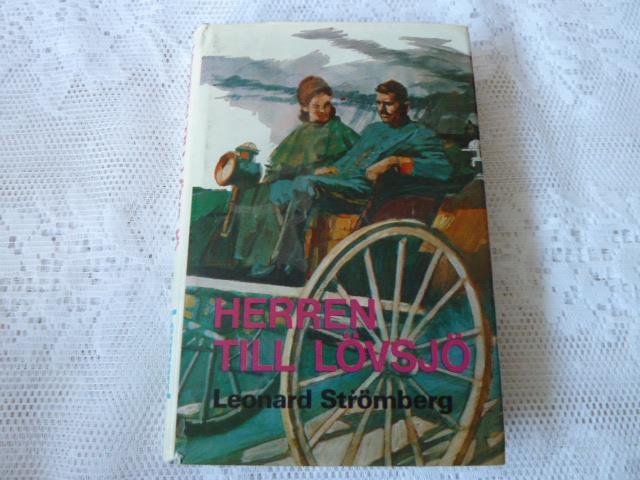 HERREN
TILL LÖVSJÖ
Leonard Strömberg